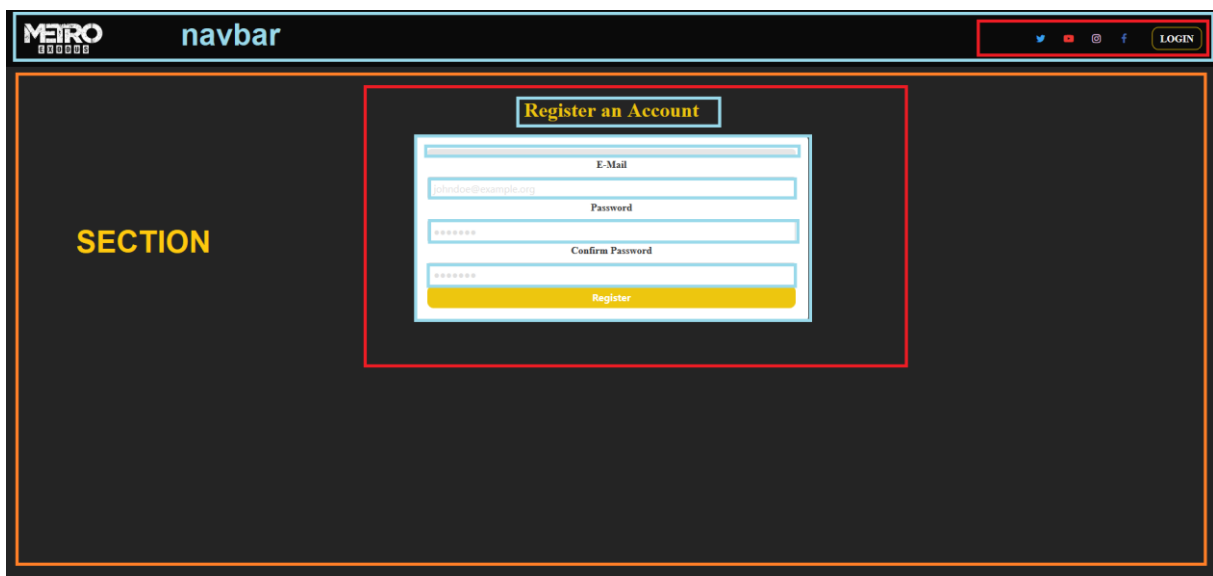 METRO
EXODUS
navbar
LOGIN
Register an Account
E-Mail
johndoe@example.org
Password
•••••••
SECTION
Confirm Password
•••••••
Register